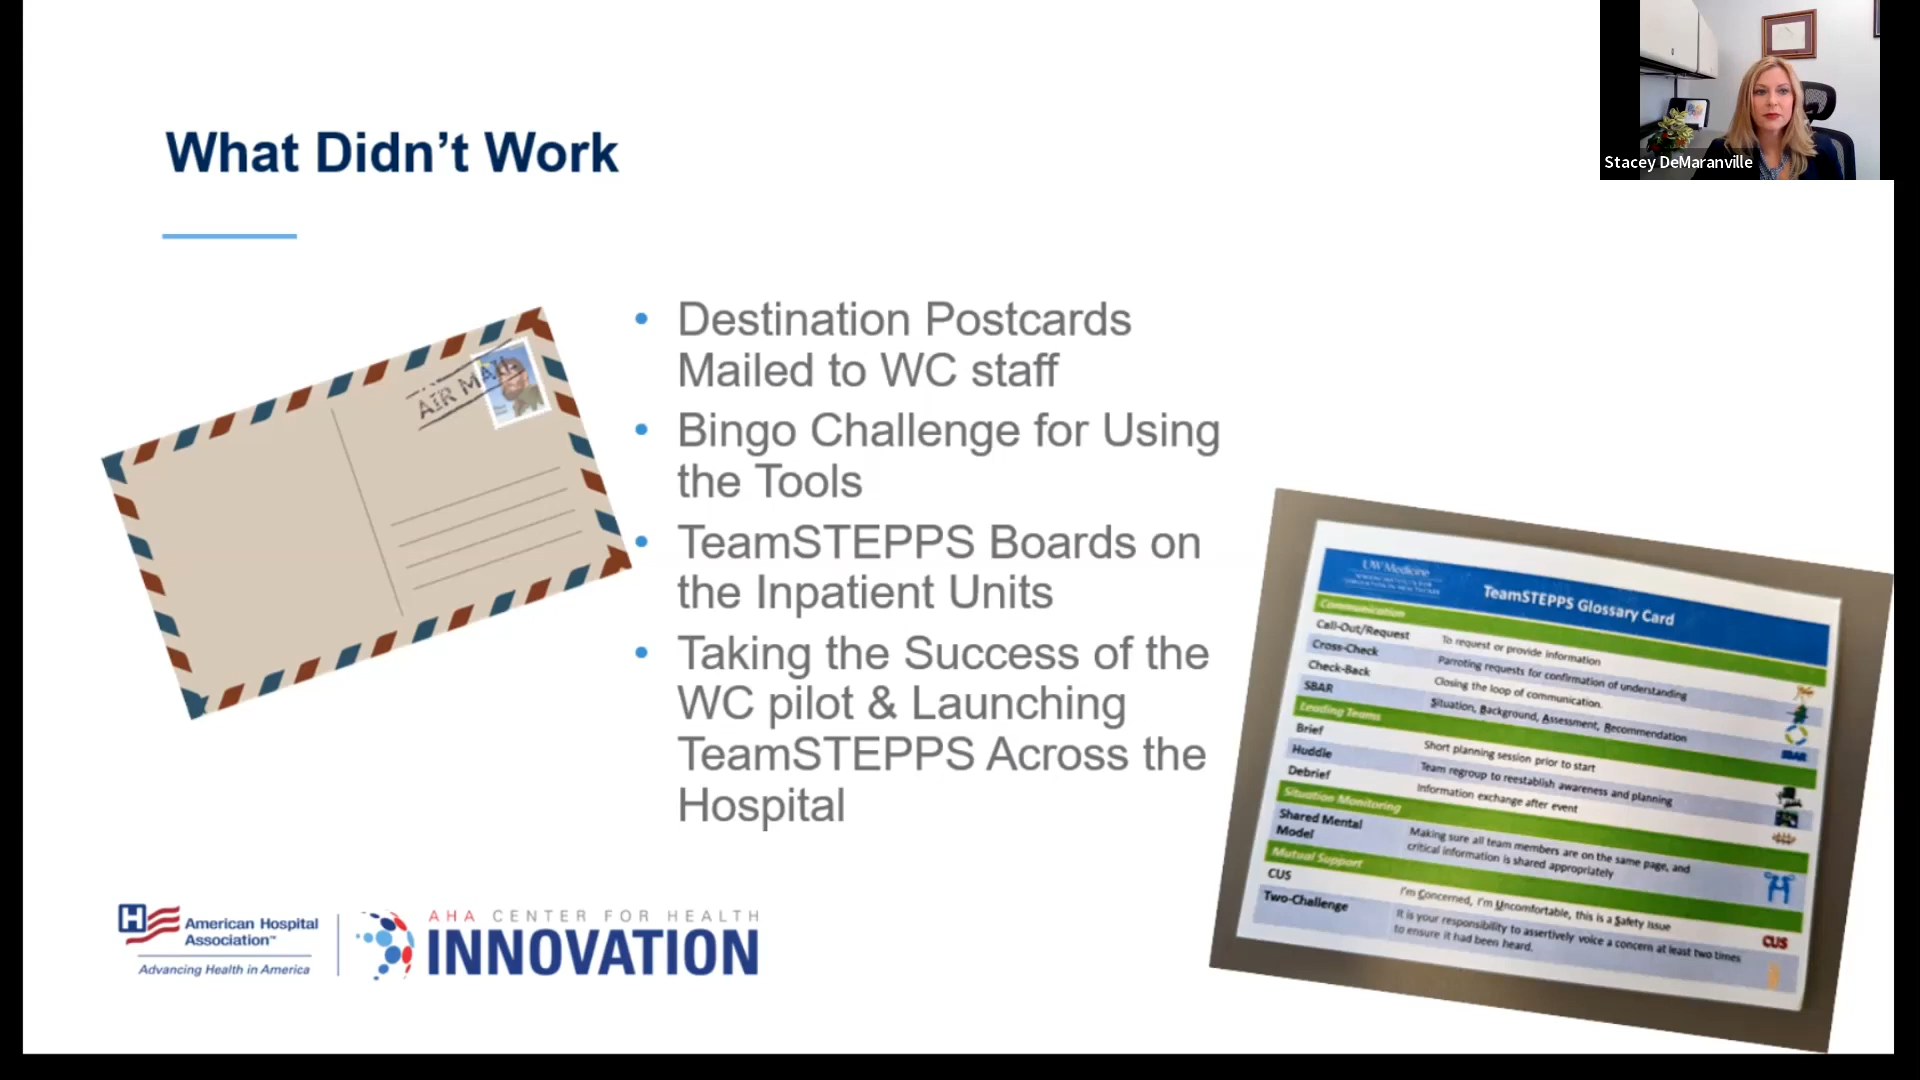 Stacey DeMaranville
What Didn’t Work
AIR MAIL
• Destination Postcards
Mailed to WC staff
• Bingo Challenge for Using
the Tools
• TeamSTEPPS Boards on
the Inpatient Units
• Taking the Success of the
WC pilot & Launching
TeamSTEPPS Across the
Hospital
UW Medicine
TeamSTEPPS Glossary Card
Communication
Call-Out/Request To request or provide information
Cross-Check Parroting requests for confirmation of understanding
Check-Back Closing the loop of communication.
SBAR Situation, Background, Assessment, Recommendation
SBAR
Leading Teams
Brief Short planning session prior to start
Huddle Team regroup to reestablish awareness and planning
Debrief Information exchange after event
Situation Monitoring
Shared Mental
Model
Making sure all team members are on the same page, and
critical information is shared appropriately
Mutual Support
CUS I'm Concerned, I'm Uncomfortable, this is a Safety Issue
CUS
Two-Challenge It is your responsibility to assertively voice a concern at least two times
to ensure it had been heard.
H
American Hospital
Association™
Advancing Health in America
AHA CENTER FOR HEALTH
INNOVATION